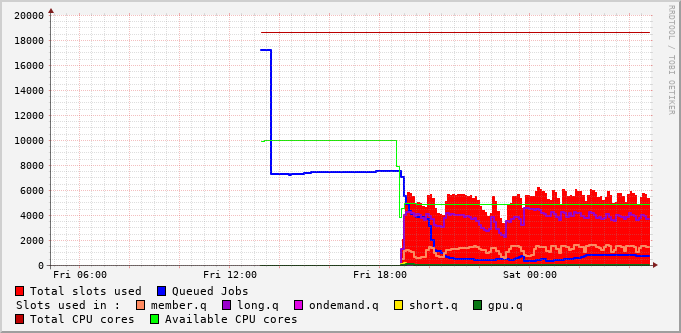 20000
18000
16000
14000
12000
10000
8000
6000
4000
2000
0
Fri 06:00 Fri 12:00 Fri 18:00 Sat 00:00
RRDTOOL / TOBI OETIKER
Total slots used Queued Jobs
Slots used in : member.q long.q ondemand.q short.q gpu.q
Total CPU cores Available CPU cores